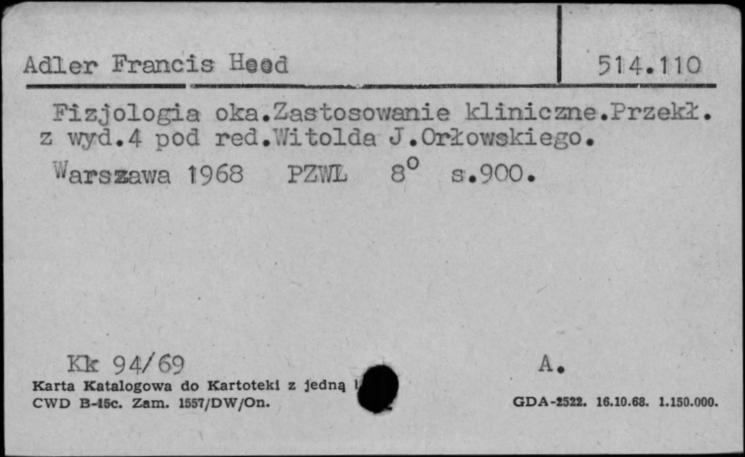 Adler Francis Heed
514.110
Fizjologia oka.Zastosowanie kliniczne.Przekł.
z wyd.4 pod red.Witolda J.Orłowskiego.
Warszawa 1968 PZWL 8° s.900.
Kk 94/69 A.
Karta Katalogowa do Kartoteki z jedną
CWD B-15c. Zam. 1557/DW/On. GDA-2522. 16.10.68. 1.150.000.